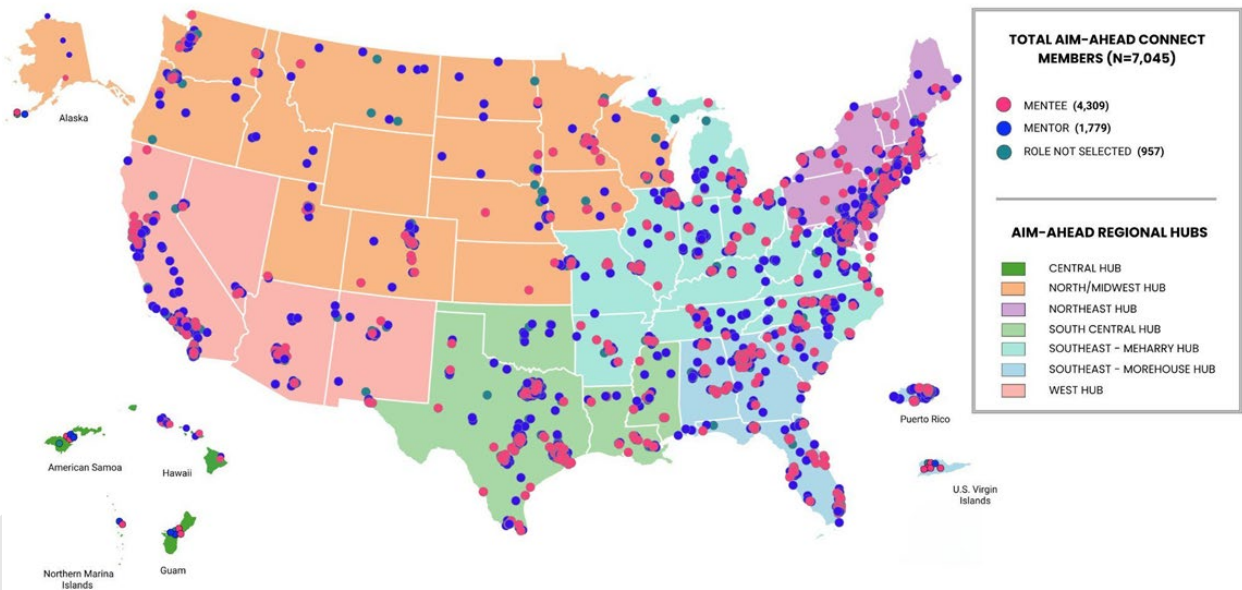 TOTAL AIM-AHEAD CONNECT
MEMBERS (N=7,045)
MENTEE (4,309)
MENTOR (1,779)
ROLE NOT SELECTED (957)
AIM-AHEAD REGIONAL HUBS
CENTRAL HUB
NORTH/MIDWEST HUB
NORTHEAST HUB
SOUTH CENTRAL HUB
SOUTHEAST - MEHARRY HUB
SOUTHEAST - MOREHOUSE HUB
WEST HUB
Alaska
Puerto Rico
American Samoa
Hawaii
U.S. Virgin
Islands
Northern Marina
Islands
Guam